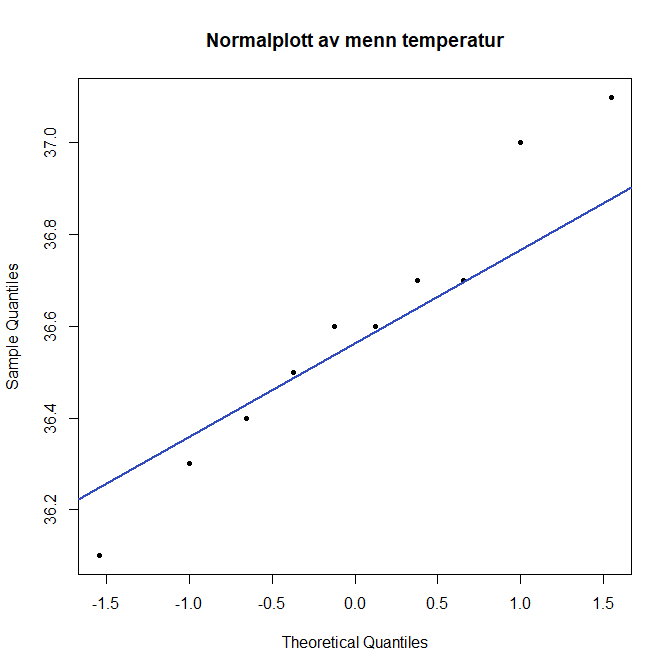 Normalplott av menn temperatur
37.0
36.8
36.6
36.4
36.2
Sample Quantiles
-1.5 -1.0 -0.5 0.0 0.5 1.0 1.5
Theoretical Quantiles